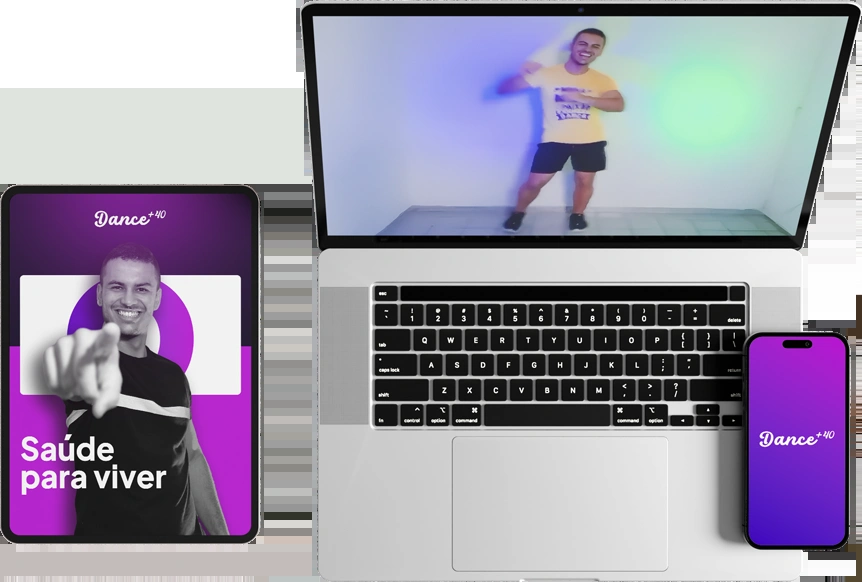 Dance+40
Saúde
para viver
DANCE
esc
~ ! @ # $ % ^ & * ( ) _ +
1 2 3 4 5 6 7 8 9 0 - = delete
tab Q W E R T Y U I O P { } |
[ ] \
caps lock A S D F G H J K L : " return
; '
shift Z X C V B N M < > ? shift
, . /
fn control option command command option
Dance+40